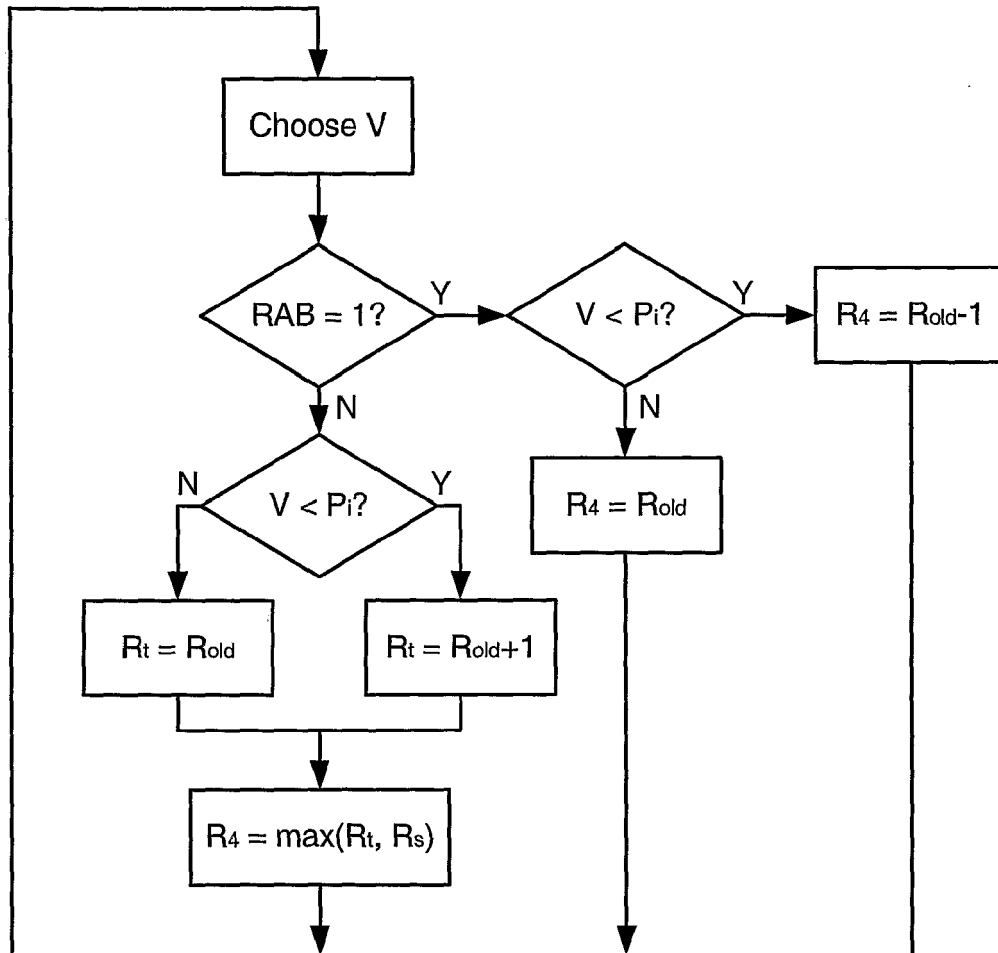 Choose V
RAB = 1?
Y
V < Pi?
Y
R4 = Rold-1
N
N
N
V < Pi?
Y
R4 = Rold
Rt = Rold
Rt = Rold+1
R4 = max(Rt, Rs)